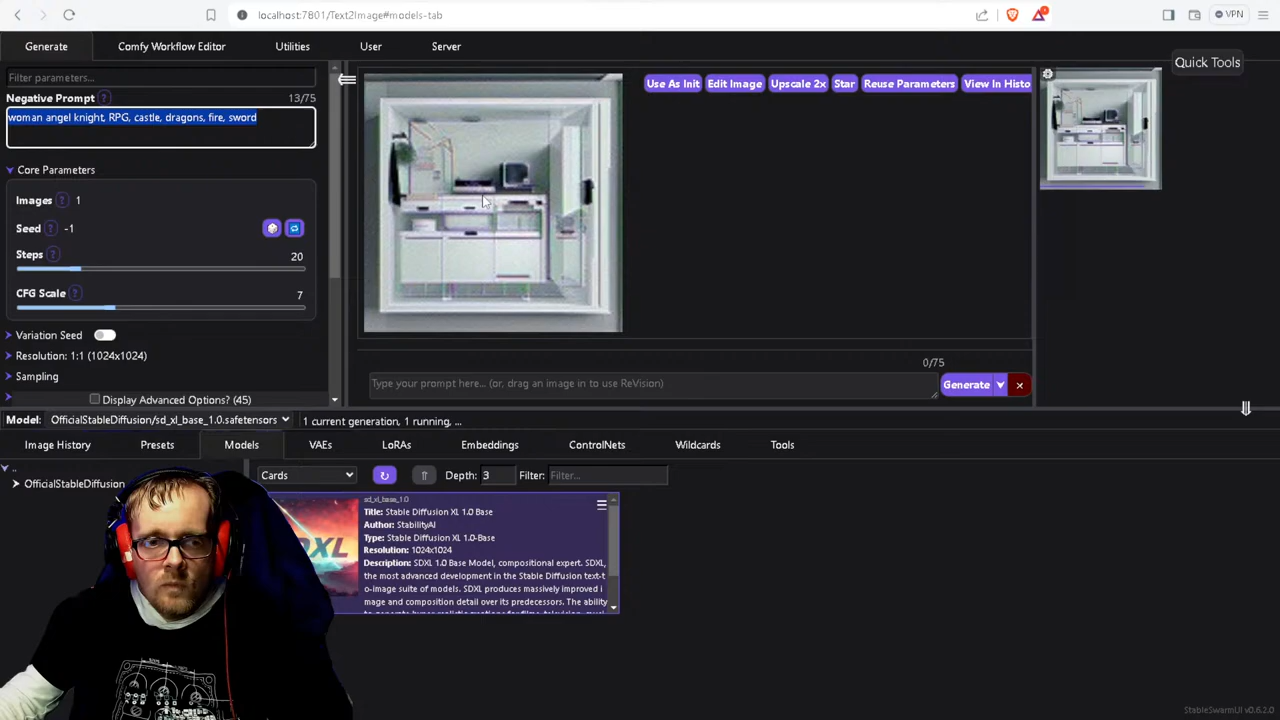 localhost:7801/Text2Image#models-tab
VPN
Generate
Comfy Workflow Editor
Utilities
User
Server
Filter parameters...
Negative Prompt ? 13/75
woman angel knight, RPG, castle, dragons, fire, sword
Core Parameters
Images ? 1
Seed ? -1
Steps ? 20
CFG Scale ? 7
Variation Seed
Resolution: 1:1 (1024x1024)
Sampling
Display Advanced Options? (45)
Use As Init
Edit Image
Upscale 2x
Star
Reuse Parameters
View In Histo
Quick Tools
0/75
Type your prompt here... (or, drag an image in to use ReVision)
Generate
Model: OfficialStableDiffusion/sd_xl_base_1.0.safetensors
1 current generation, 1 running, ...
Image History
Presets
Models
VAEs
LoRAs
Embeddings
ControlNets
Wildcards
Tools
..
OfficialStableDiffusion
Cards
Depth: 3
Filter: Filter...
sd_xl_base_1.0
Title: Stable Diffusion XL 1.0 Base
Author: StabilityAI
Type: Stable Diffusion XL 1.0-Base
Resolution: 1024x1024
Description: SDXL 1.0 Base Model, compositional expert. SDXL,
the most advanced development in the Stable Diffusion text-t
o-image suite of models. SDXL produces massively improved i
mage and composition detail over its predecessors. The ability
DXL
StableSwarmUI v0.6.2.0